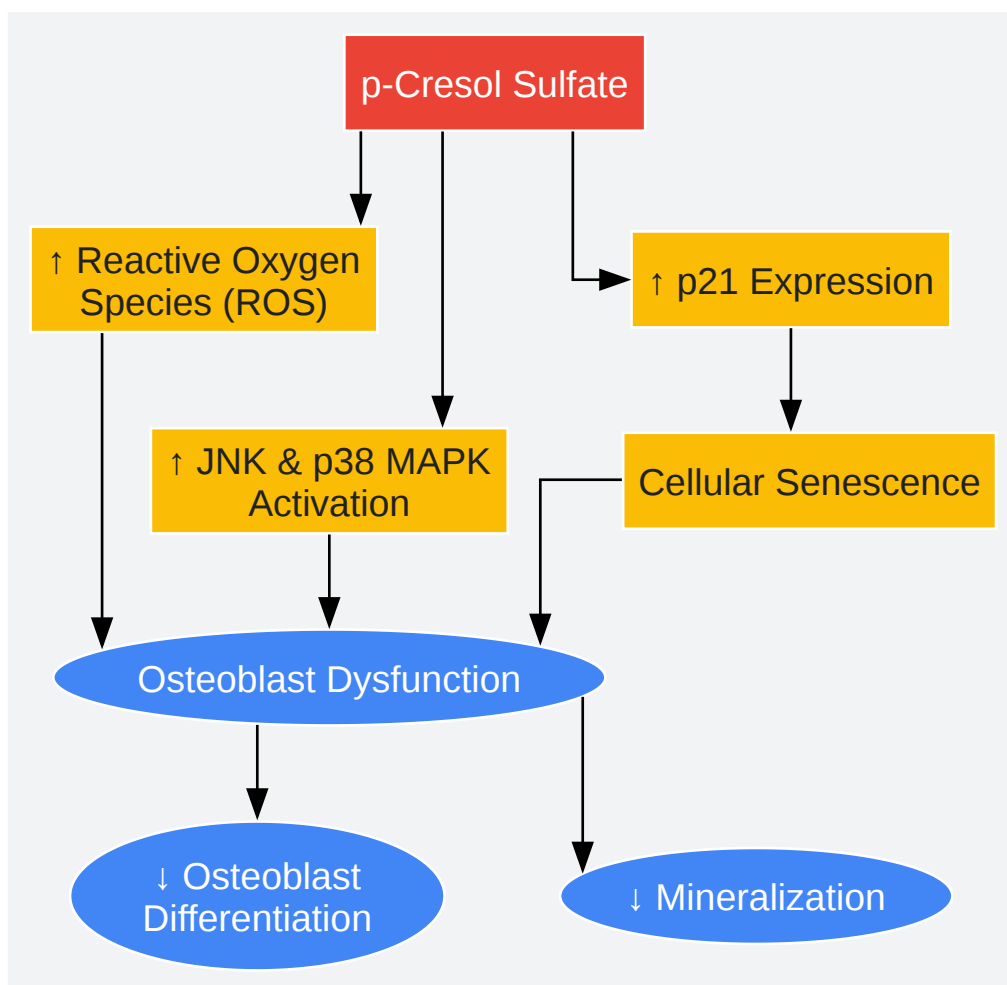 p-Cresol Sulfate
↑ Reactive Oxygen
Species (ROS)
↑ p21 Expression
↑ JNK & p38 MAPK
Activation
Cellular Senescence
Osteoblast Dysfunction
↓ Osteoblast
Differentiation
↓ Mineralization